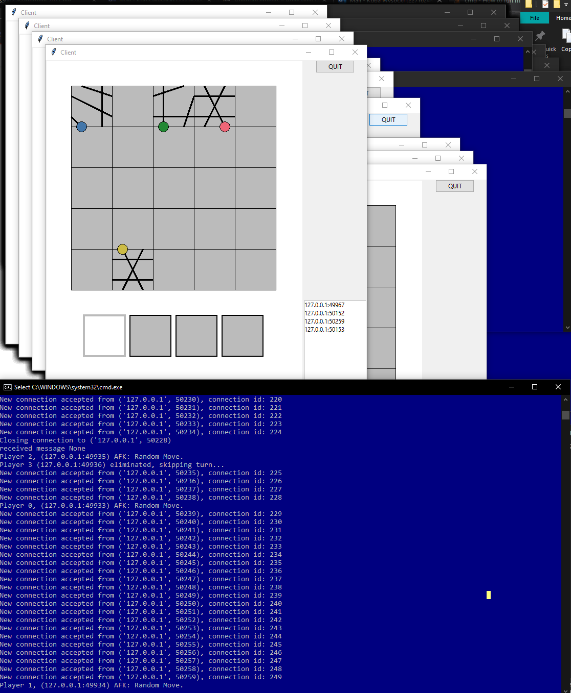 File
Home
Client
Client
Client
Client
QUIT
QUIT
QUIT
127.0.0.1:49967
127.0.0.1:50152
127.0.0.1:50259
127.0.0.1:50153
Select C:\WINDOWS\system32\cmd.exe
New connection accepted from ('127.0.0.1', 50230), connection id: 220
New connection accepted from ('127.0.0.1', 50231), connection id: 221
New connection accepted from ('127.0.0.1', 50232), connection id: 222
New connection accepted from ('127.0.0.1', 50233), connection id: 223
New connection accepted from ('127.0.0.1', 50234), connection id: 224
Closing connection to ('127.0.0.1', 50228)
received message None
Player 2, (127.0.0.1:49935) AFK: Random Move.
Player 3 (127.0.0.1:49936) eliminated, skipping turn...
New connection accepted from ('127.0.0.1', 50235), connection id: 225
New connection accepted from ('127.0.0.1', 50236), connection id: 226
New connection accepted from ('127.0.0.1', 50237), connection id: 227
New connection accepted from ('127.0.0.1', 50238), connection id: 228
Player 0, (127.0.0.1:49933) AFK: Random Move.
New connection accepted from ('127.0.0.1', 50239), connection id: 229
New connection accepted from ('127.0.0.1', 50240), connection id: 230
New connection accepted from ('127.0.0.1', 50241), connection id: 231
New connection accepted from ('127.0.0.1', 50242), connection id: 232
New connection accepted from ('127.0.0.1', 50243), connection id: 233
New connection accepted from ('127.0.0.1', 50244), connection id: 234
New connection accepted from ('127.0.0.1', 50245), connection id: 235
New connection accepted from ('127.0.0.1', 50246), connection id: 236
New connection accepted from ('127.0.0.1', 50247), connection id: 237
New connection accepted from ('127.0.0.1', 50248), connection id: 238
New connection accepted from ('127.0.0.1', 50249), connection id: 239
New connection accepted from ('127.0.0.1', 50250), connection id: 240
New connection accepted from ('127.0.0.1', 50251), connection id: 241
New connection accepted from ('127.0.0.1', 50252), connection id: 242
New connection accepted from ('127.0.0.1', 50253), connection id: 243
New connection accepted from ('127.0.0.1', 50254), connection id: 244
New connection accepted from ('127.0.0.1', 50255), connection id: 245
New connection accepted from ('127.0.0.1', 50256), connection id: 246
New connection accepted from ('127.0.0.1', 50257), connection id: 247
New connection accepted from ('127.0.0.1', 50258), connection id: 248
New connection accepted from ('127.0.0.1', 50259), connection id: 249
Player 1, (127.0.0.1:49934) AFK: Random Move.